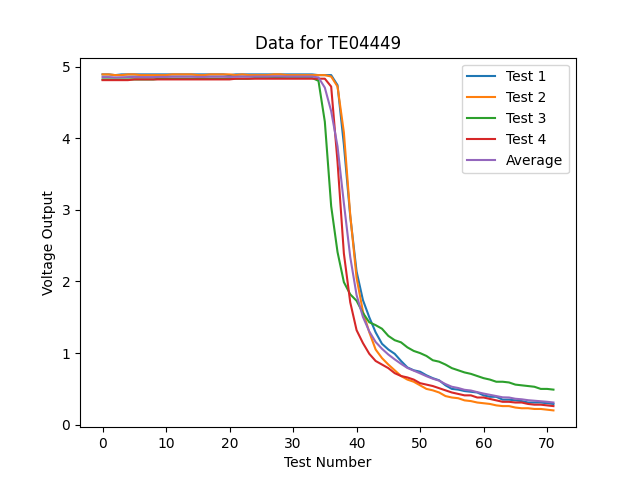 Data for TE04449
5
4
3
2
1
0
Voltage Output
0 10 20 30 40 50 60 70
Test Number
Test 1
Test 2
Test 3
Test 4
Average